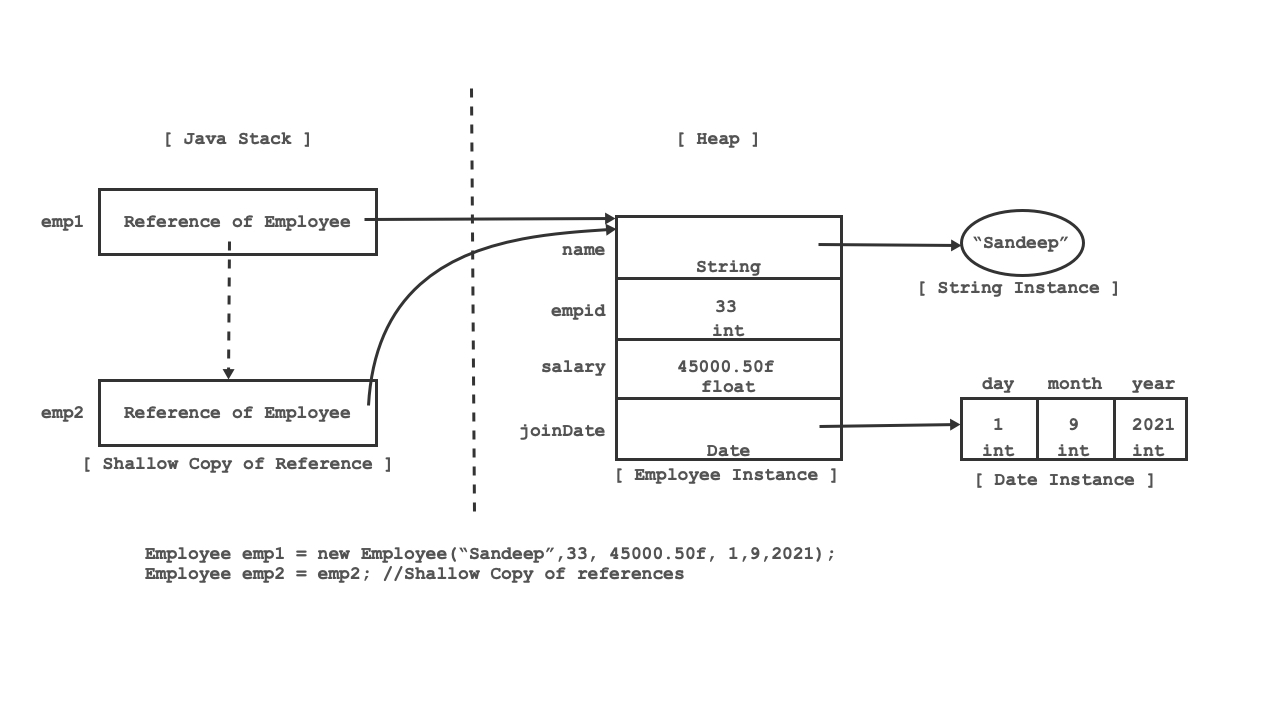 [ Java Stack ]
[ Heap ]
emp1
Reference of Employee
name
String
“Sandeep”
[ String Instance ]
empid
33
int
salary
45000.50f
float
day month year
emp2
Reference of Employee
joinDate
Date
1 9 2021
int int int
[ Shallow Copy of Reference ]
[ Employee Instance ]
[ Date Instance ]
Employee emp1 = new Employee(“Sandeep”,33, 45000.50f, 1,9,2021);
Employee emp2 = emp2; //Shallow Copy of references